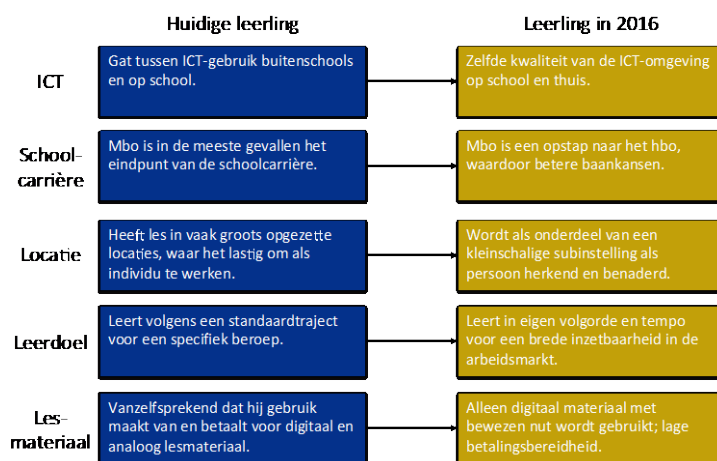 Huidige leerling
Leerling in 2016
ICT
Gat tussen ICT-gebruik buitenschools
en op school.
Zelfde kwaliteit van de ICT-omgeving
op school en thuis.
School-
carrière
Mbo is in de meeste gevallen het
eindpunt van de schoolcarrière.
Mbo is een opstap naar het hbo,
waardoor betere baankansen.
Locatie
Heeft les in vaak groots opgezette
locaties, waar het lastig om als
individu te werken.
Wordt als onderdeel van een
kleinschalige subinstelling als
persoon herkend en benaderd.
Leerdoel
Leert volgens een standaardtraject
voor een specifiek beroep.
Leert in eigen volgorde en tempo
voor een brede inzetbaarheid in de
arbeidsmarkt.
Les-
materiaal
Vanzelfsprekend dat hij gebruik
maakt van en betaalt voor digitaal en
analoog lesmateriaal.
Alleen digitaal materiaal met
bewezen nut wordt gebruikt; lage
betalingsbereidheid.